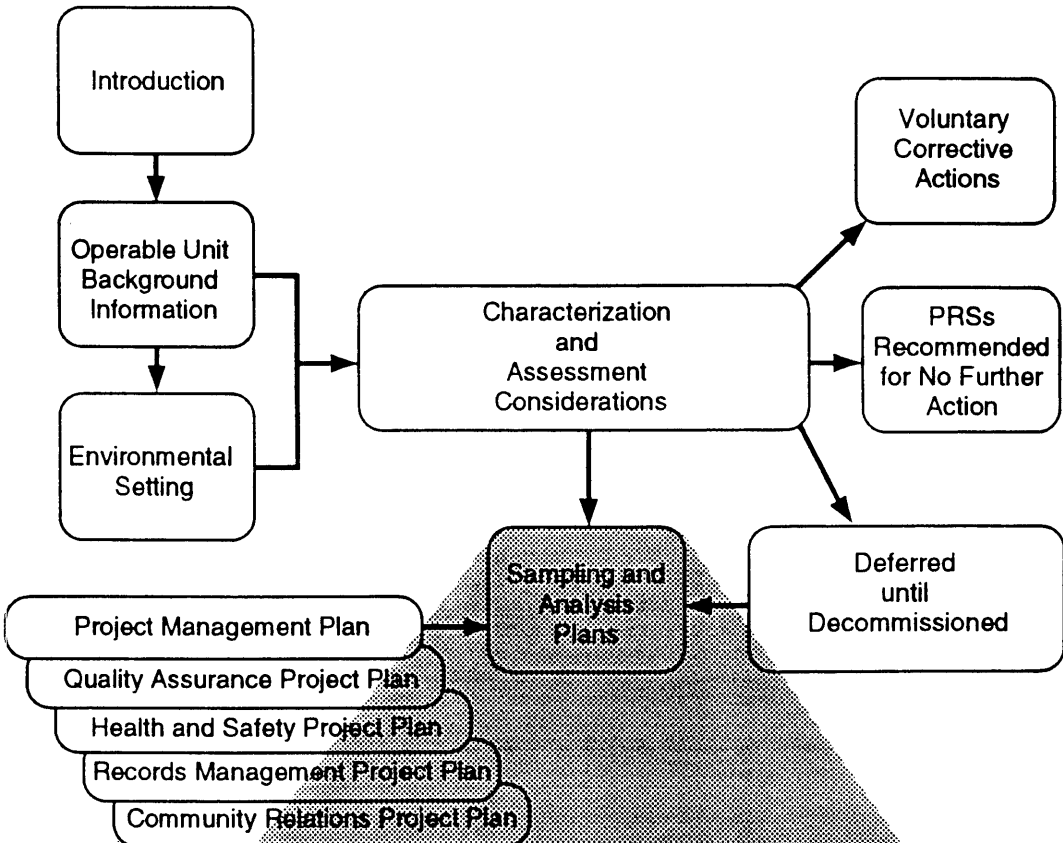 Introduction
Operable Unit
Background
Information
Environmental
Setting
Characterization
and
Assessment
Considerations
Voluntary
Corrective
Actions
PRSs
Recommended
for No Further
Action
Deferred
until
Decommissioned
Sampling and
Analysis
Plans
Project Management Plan
Quality Assurance Project Plan
Health and Safety Project Plan
Records Management Project Plan
Community Relations Project Plan